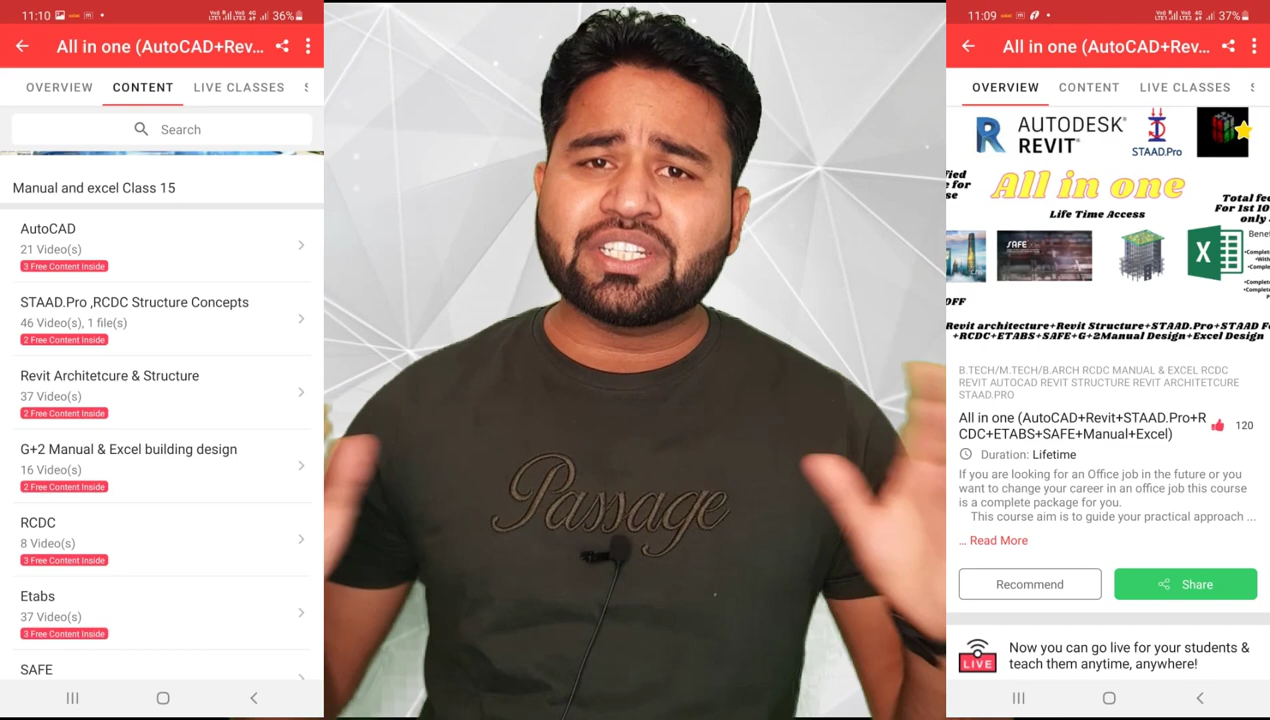 11:10
36%
All in one (AutoCAD+Rev...
OVERVIEW
CONTENT
LIVE CLASSES
Search
Manual and excel Class 15
AutoCAD
21 Video(s)
3 Free Content Inside
STAAD.Pro ,RCDC Structure Concepts
46 Video(s), 1 file(s)
2 Free Content Inside
Revit Architetcure & Structure
37 Video(s)
2 Free Content Inside
G+2 Manual & Excel building design
16 Video(s)
2 Free Content Inside
RCDC
8 Video(s)
3 Free Content Inside
Etabs
37 Video(s)
3 Free Content Inside
SAFE
Passage
11:09
37%
All in one (AutoCAD+Rev...
OVERVIEW
CONTENT
LIVE CLASSES
AUTODESK®
REVIT®
STAAD.Pro
All in one
Life Time Access
Total fee
For 1st 10
only
SAFE
X
OFF
Revit architecture+Revit Structure+STAAD.Pro+STAAD F
+RCDC+ETABS+SAFE+G+2Manual Design+Excel Design
B.TECH/M.TECH/B.ARCH RCDC MANUAL & EXCEL RCDC
REVIT AUTOCAD REVIT STRUCTURE REVIT ARCHITETCURE
STAAD.PRO
All in one (AutoCAD+Revit+STAAD.Pro+R
CDC+ETABS+SAFE+Manual+Excel)
120
Duration: Lifetime
If you are looking for an Office job in the future or you
want to change your career in an office job this course
is a complete package for you.
This course aim is to guide your practical approach ...
... Read More
Recommend
Share
LIVE
Now you can go live for your students &
teach them anytime, anywhere!